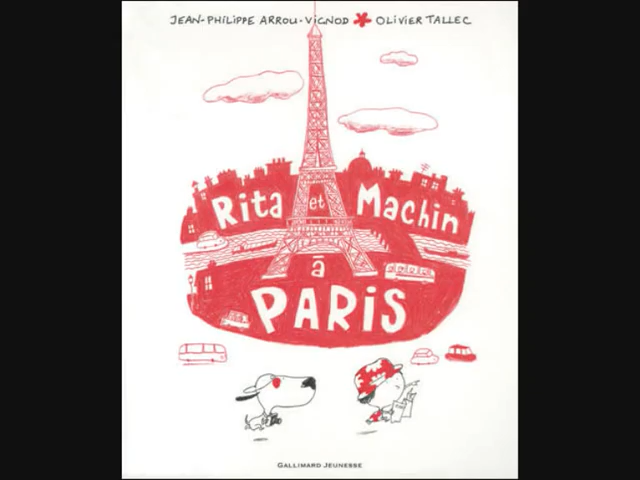 JEAN-PHILIPPE ARROU-VIGNOD OLIVIER TALLEC
Rita et Machin
à
PARIS
GALLIMARD JEUNESSE